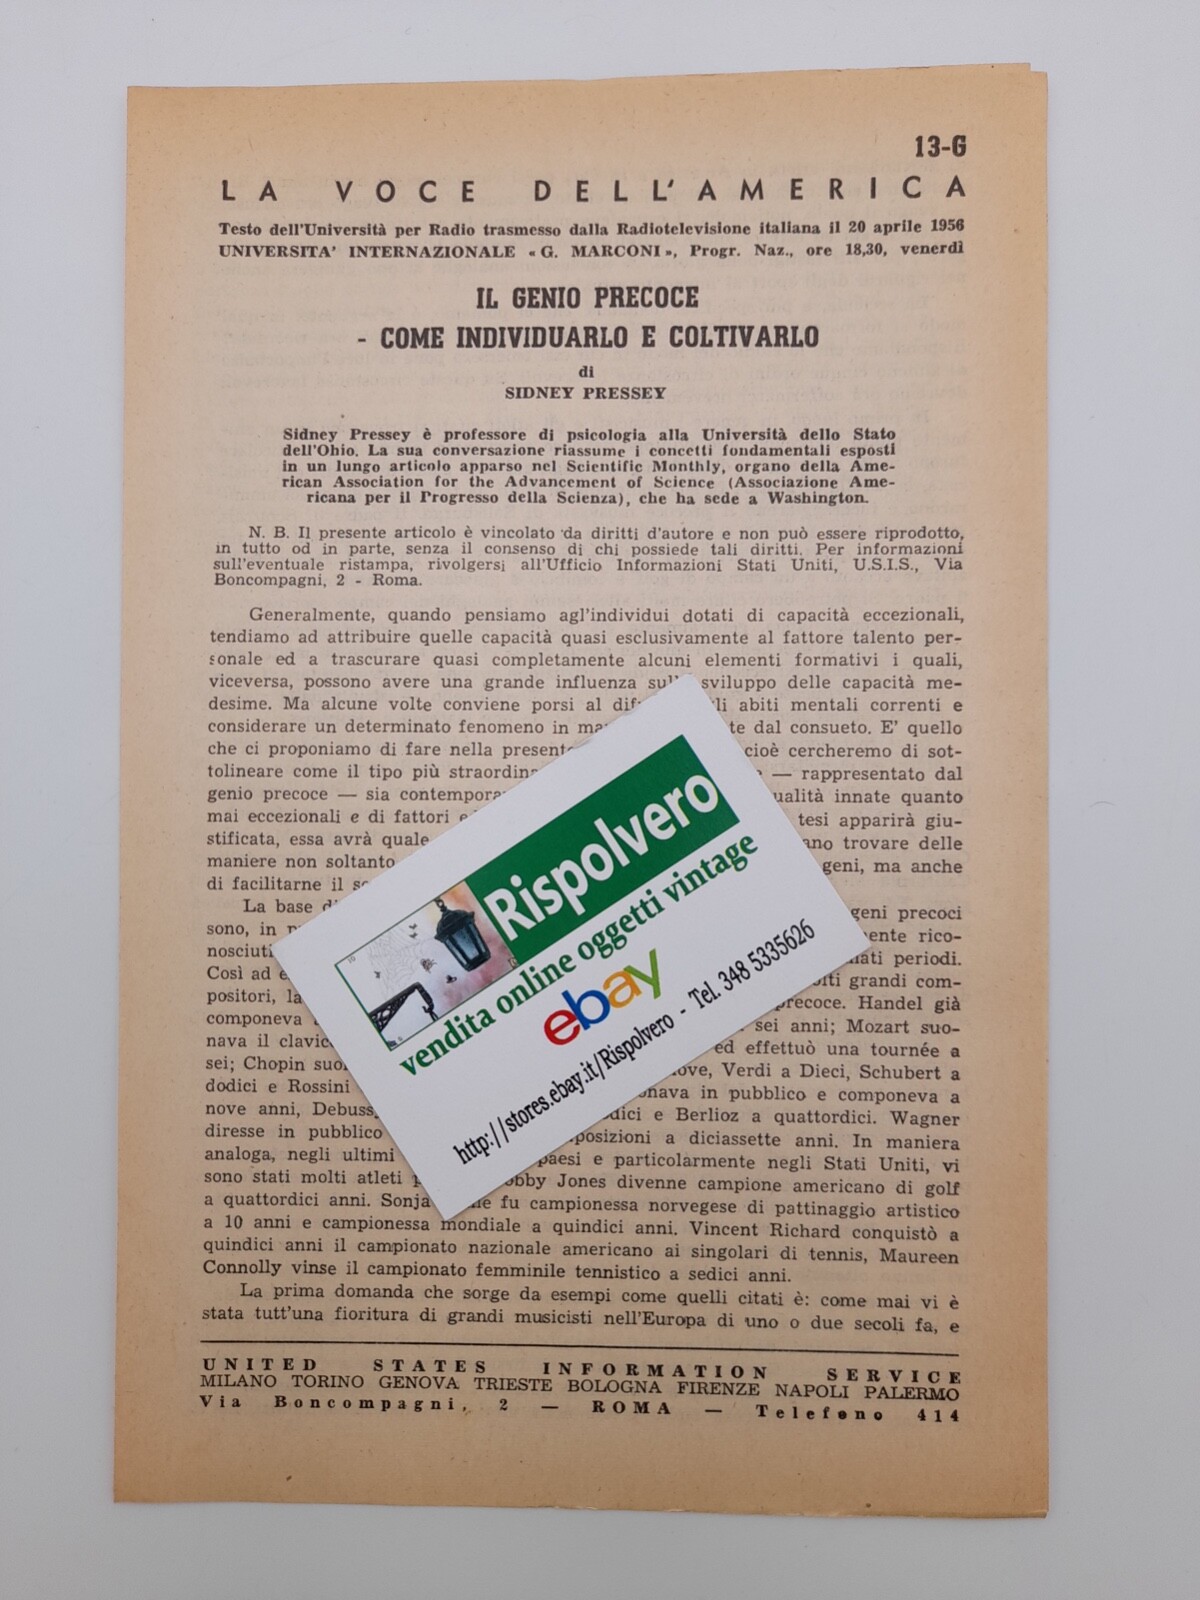 13-G
LA VOCE DELL'AMERICA
Testo dell'Università per Radio trasmesso dalla Radiotelevisione italiana il 20 aprile 1956
UNIVERSITA' INTERNAZIONALE « G. MARCONI », Progr. Naz., ore 18,30, venerdì
IL GENIO PRECOCE
- COME INDIVIDUARLO E COLTIVARLO
di
SIDNEY PRESSEY
Sidney Pressey è professore di psicologia alla Università dello Stato
dell'Ohio. La sua conversazione riassume i concetti fondamentali esposti
in un lungo articolo apparso nel Scientific Monthly, organo della Ame-
rican Association for the Advancement of Science (Associazione Ame-
ricana per il Progresso della Scienza), che ha sede a Washington.
N. B. Il presente articolo è vincolato da diritti d'autore e non può essere riprodotto,
in tutto od in parte, senza il consenso di chi possiede tali diritti. Per informazioni
sull'eventuale ristampa, rivolgersi all'Ufficio Informazioni Stati Uniti, U.S.I.S., Via
Boncompagni, 2 - Roma.
Generalmente, quando pensiamo agl'individui dotati di capacità eccezionali,
tendiamo ad attribuire quelle capacità quasi esclusivamente al fattore talento per-
sonale ed a trascurare quasi completamente alcuni elementi formativi i quali,
viceversa, possono avere una grande influenza sullo sviluppo delle capacità me-
desime. Ma alcune volte conviene porsi al di abiti mentali correnti e
considerare un determinato fenomeno in te dal consueto. E' quello
che ci proponiamo di fare nella cioè cercheremo di sot-
tolineare come il tipo più — rappresentato dal
genio precoce — sia qualità innate quanto
mai eccezionali e di fattori tesi apparirà giu-
stificata, essa avrà quale trovare delle
maniere non soltanto geni, ma anche
di facilitarne il
La base geni precoci
sono, in rico-
Così ad periodi.
positori, grandi com-
componeva precoce. Handel già
nava il sei anni; Mozart suo-
sei; Chopin ed effettuò una tournée a
dodici e Rossini Verdi a Dieci, Schubert a
nove anni, in pubblico e componeva a
diresse in pubblico e Berlioz a quattordici. Wagner
analoga, negli ultimi a diciassette anni. In maniera
sono stati molti atleti paesi e particolarmente negli Stati Uniti, vi
Bobby Jones divenne campione americano di golf
a quattordici anni. Sonja fu campionessa norvegese di pattinaggio artistico
a 10 anni e campionessa mondiale a quindici anni. Vincent Richard conquistò a
quindici anni il campionato nazionale americano ai singolari di tennis, Maureen
Connolly vinse il campionato femminile tennistico a sedici anni.
La prima domanda che sorge da esempi come quelli citati è: come mai vi è
stata tutt'una fioritura di grandi musicisti nell'Europa di uno o due secoli fa, e
UNITED STATES INFORMATION SERVICE
MILANO TORINO GENOVA TRIESTE BOLOGNA FIRENZE NAPOLI PALERMO
Via Boncompagni, 2 — ROMA — Telefono 414
Rispolvero
vendita online oggetti vintage
ebay
http://stores.ebay.it/Rispolvero - Tel. 348 5335626